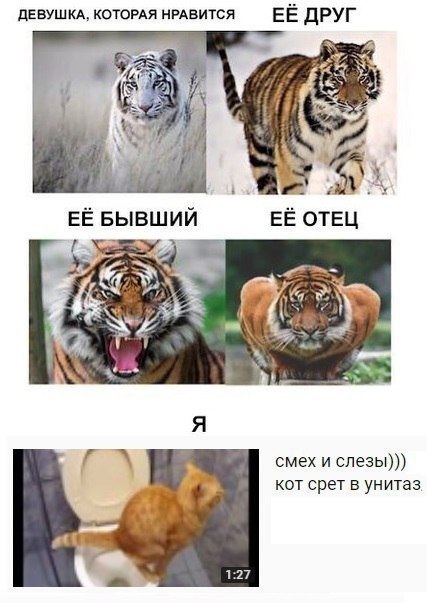 ДЕВУШКА, КОТОРАЯ НРАВИТСЯ
ЕЁ ДРУГ
ЕЁ БЫВШИЙ
ЕЁ ОТЕЦ
Я
смех и слезы)))
кот срет в унитаз
1:27